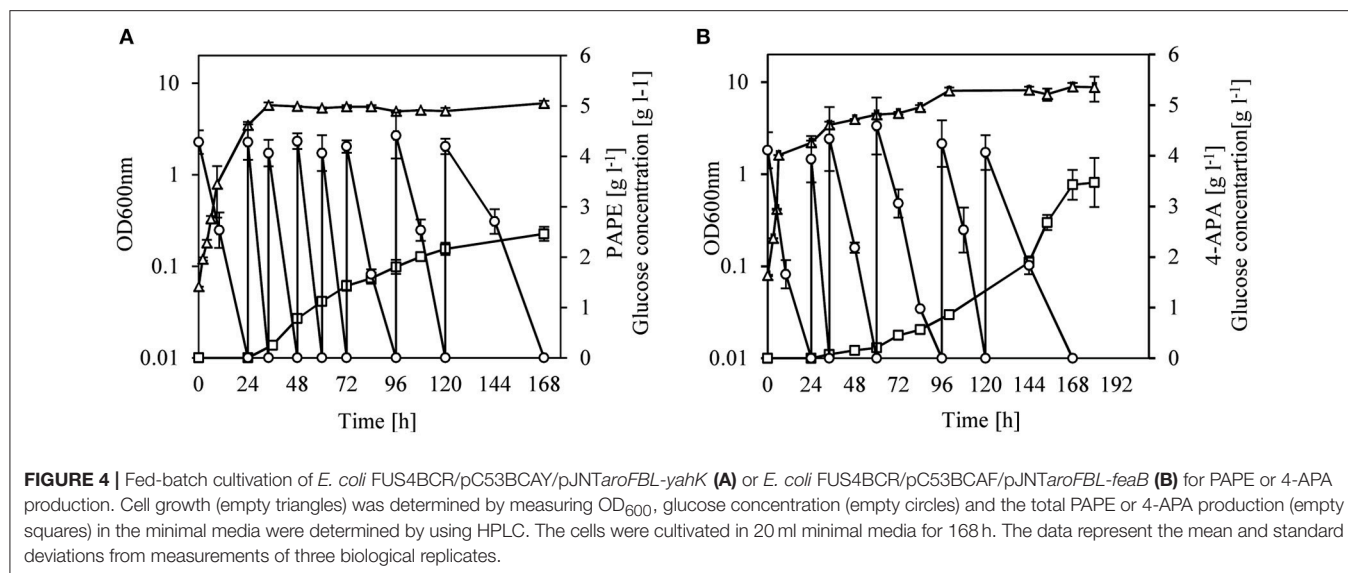 A
B
10
1
0.1
0.01
OD600nm
6
5
4
3
2
1
0
PAPE [g l-1]
Glucose concentration [g l-1]
0 24 48 72 96 120 144 168
Time [h]
10
1
0.1
0.01
OD600nm
6
5
4
3
2
1
0
4-APA [g l-1]
Glucose concentartion[g l-1]
0 24 48 72 96 120 144 168 192
Time [h]
FIGURE 4 | Fed-batch cultivation of E. coli FUS4BCR/pC53BCAY/pJNTaroFBL-yahK (A) or E. coli FUS4BCR/pC53BCAF/pJNTaroFBL-feaB (B) for PAPE or 4-APA
production. Cell growth (empty triangles) was determined by measuring OD600, glucose concentration (empty circles) and the total PAPE or 4-APA production (empty
squares) in the minimal media were determined by using HPLC. The cells were cultivated in 20 ml minimal media for 168 h. The data represent the mean and standard
deviations from measurements of three biological replicates.